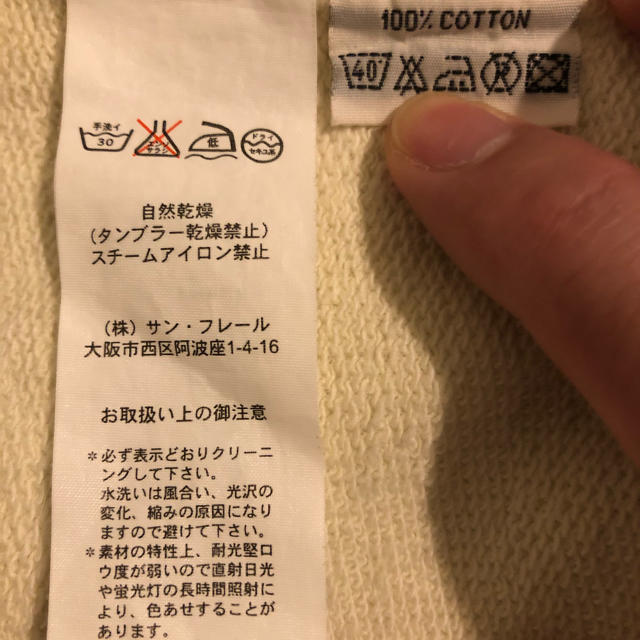 100% COTTON
40 R
手洗イ 30 エンソサラシ 低 ドライ セキユ系
自然乾燥
(タンブラー乾燥禁止)
スチームアイロン禁止
(株) サン・フレール
大阪市西区阿波座1-4-16
お取扱い上の御注意
*必ず表示どおりクリーニ
ングして下さい。
水洗いは風合い、光沢の
変化、縮みの原因になり
ますので避けて下さい。
*素材の特性上、耐光堅ロ
ウ度が弱いので直射日光
や蛍光灯の長時間照射に
より、色あせすることが
あります。